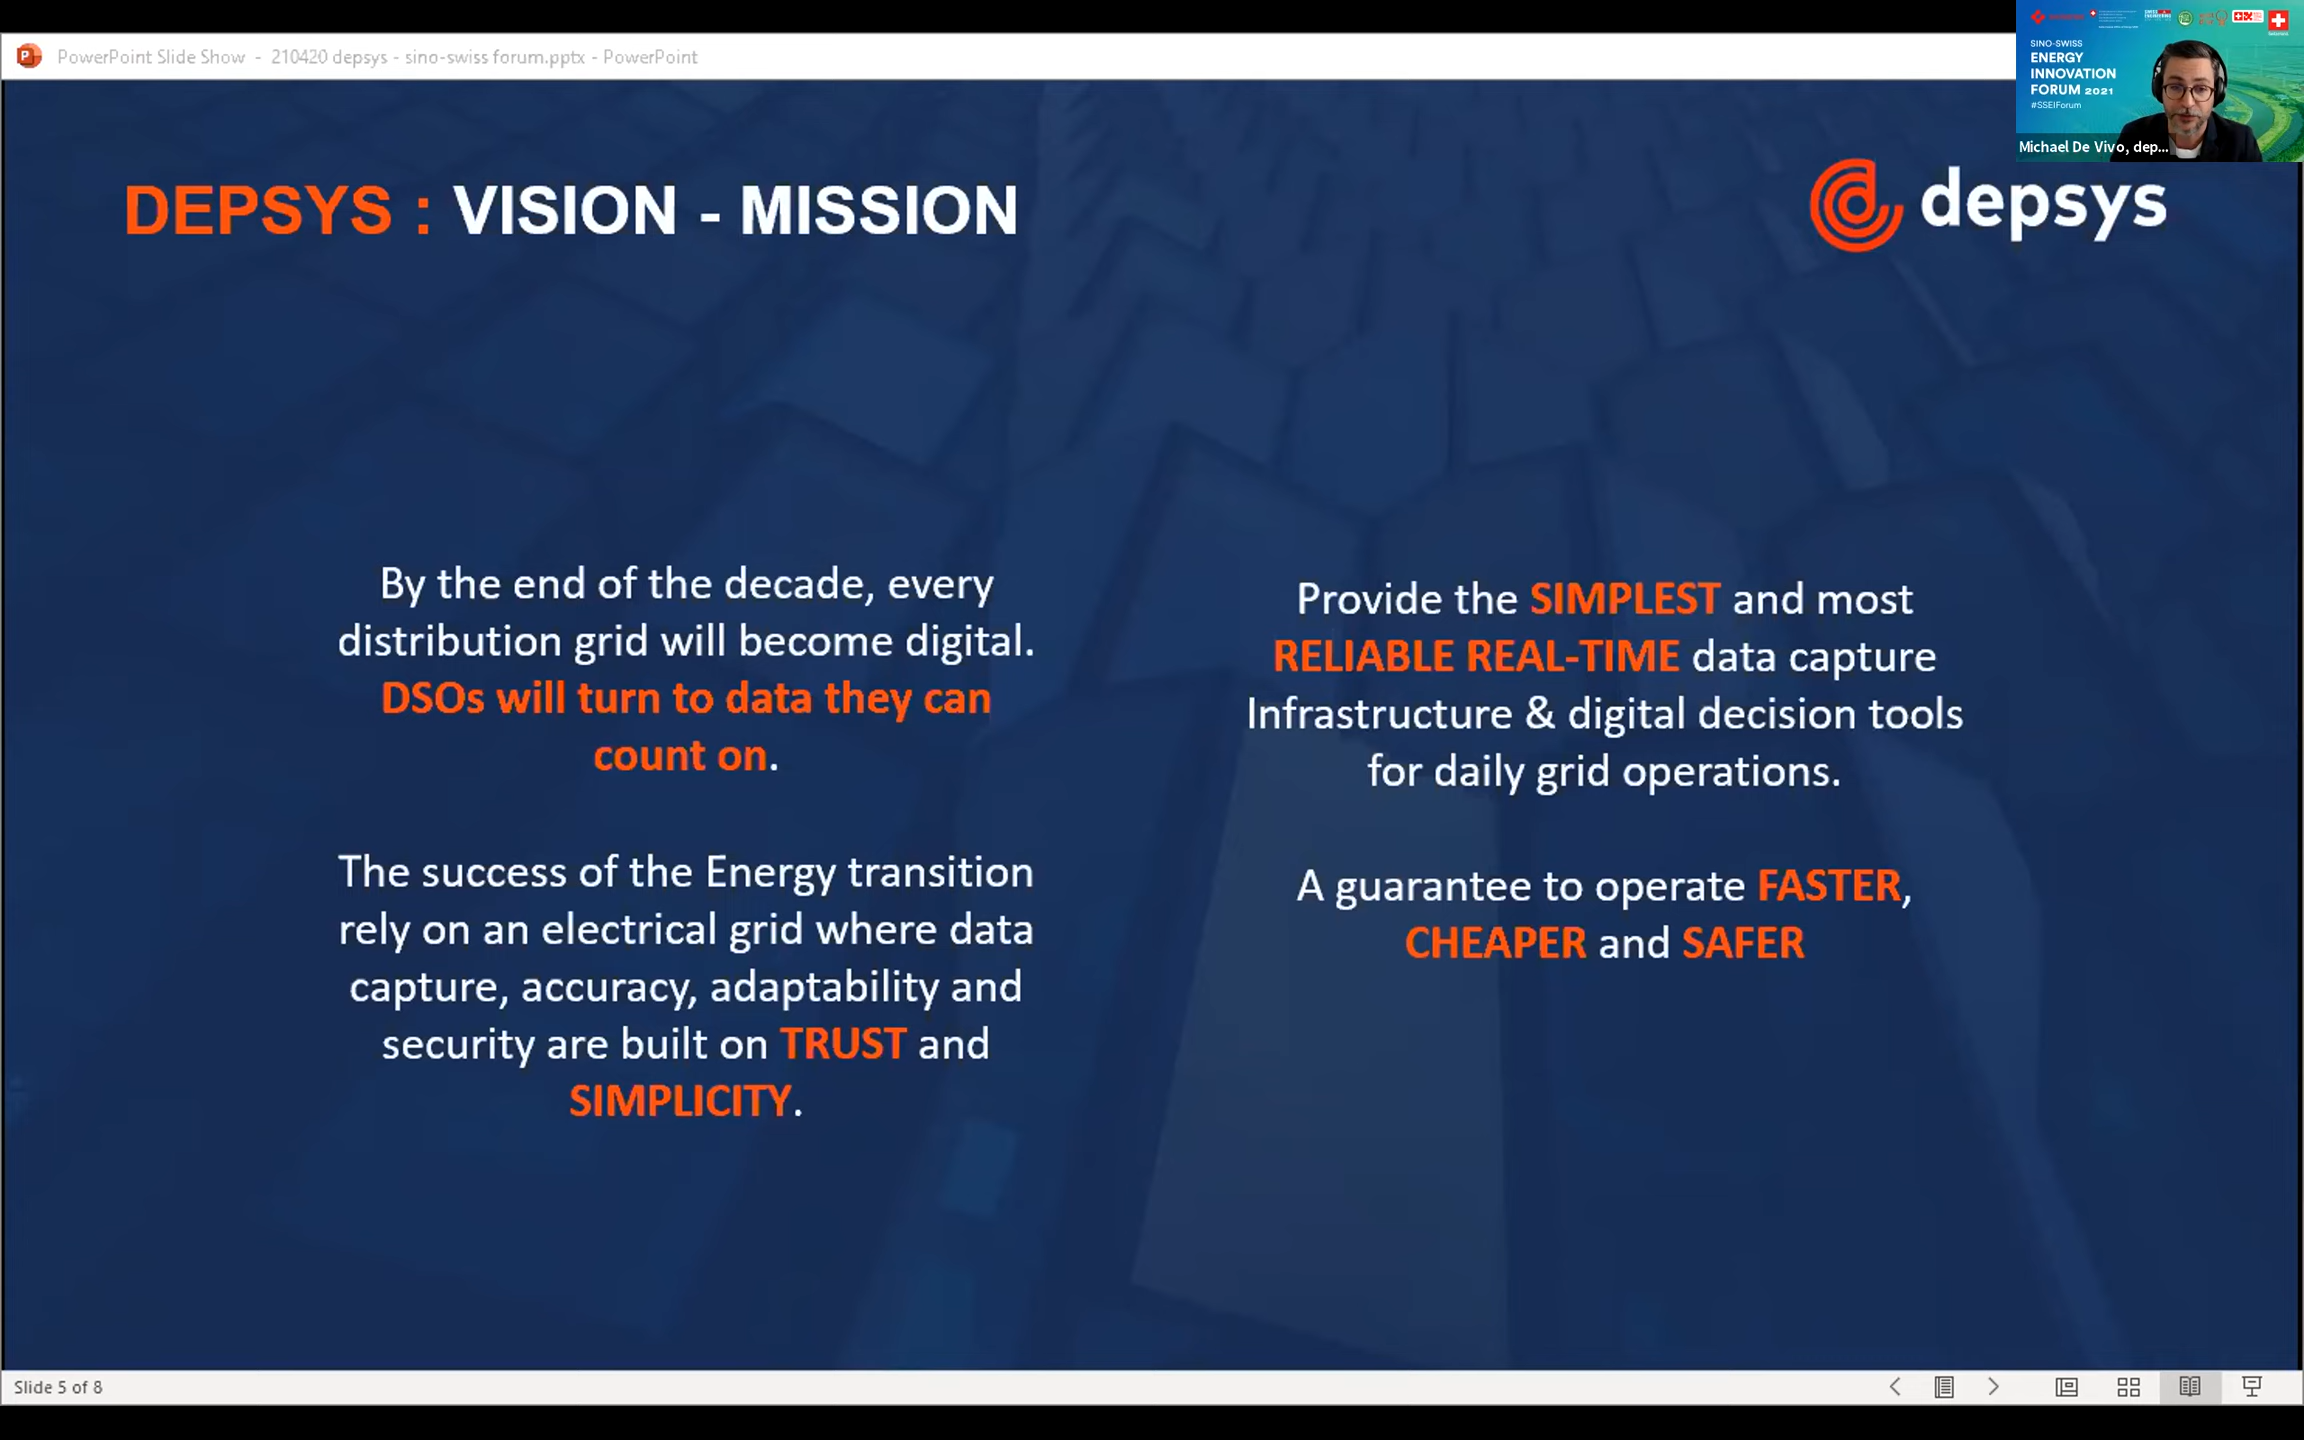 PowerPoint Slide Show - 210420 depsys - sino-swiss forum.pptx - PowerPoint
SINO-SWISS
ENERGY
INNOVATION
FORUM 2021
#SSEIForum
Michael De Vivo, dep...
DEPSYS : VISION - MISSION
depsys
By the end of the decade, every
distribution grid will become digital.
DSOs will turn to data they can
count on.
The success of the Energy transition
rely on an electrical grid where data
capture, accuracy, adaptability and
security are built on TRUST and
SIMPLICITY.
Provide the SIMPLEST and most
RELIABLE REAL-TIME data capture
Infrastructure & digital decision tools
for daily grid operations.
A guarantee to operate FASTER,
CHEAPER and SAFER
Slide 5 of 8